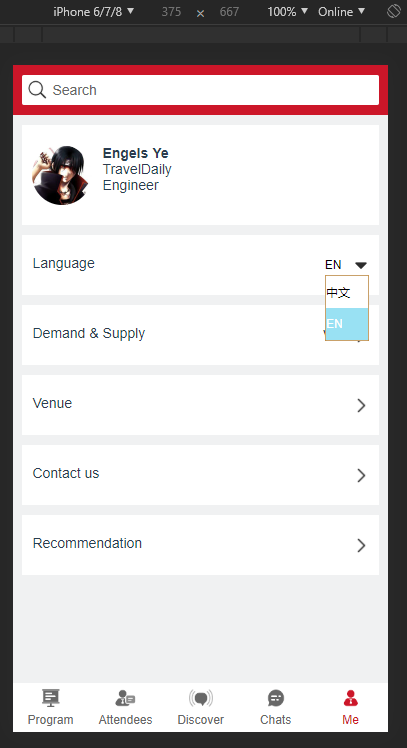 iPhone 6/7/8 ▼ 375 × 667 100% ▼ Online ▼
Search
Engels Ye
TravelDaily
Engineer
Language
EN
中文
EN
Demand & Supply
Venue
Contact us
Recommendation
Program Attendees Discover Chats Me